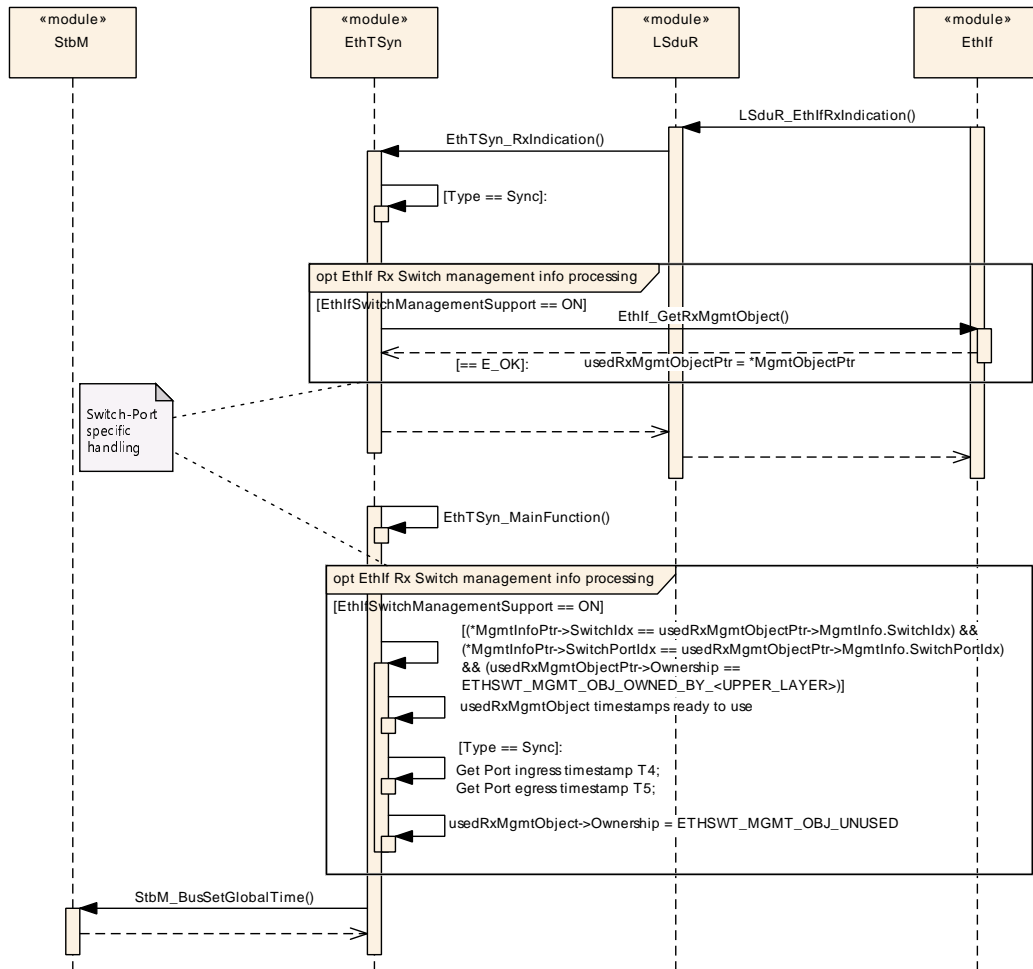 «module»
StbM
«module»
EthTSyn
«module»
LSduR
«module»
EthIf
LSduR_EthIfRxIndication()
EthTSyn_RxIndication()
[Type == Sync]:
opt EthIf Rx Switch management info processing
[EthIfSwitchManagementSupport == ON]
EthIf_GetRxMgmtObject()
[== E_OK]: usedRxMgmtObjectPtr = *MgmtObjectPtr
Switch-Port
specific
handling
EthTSyn_MainFunction()
opt EthIf Rx Switch management info processing
[EthIfSwitchManagementSupport == ON]
[(*MgmtInfoPtr->SwitchIdx == usedRxMgmtObjectPtr->MgmtInfo.SwitchIdx) &&
(*MgmtInfoPtr->SwitchPortIdx == usedRxMgmtObjectPtr->MgmtInfo.SwitchPortIdx)
&& (usedRxMgmtObjectPtr->Ownership ==
ETHSWT_MGMT_OBJ_OWNED_BY_<UPPER_LAYER>)]
usedRxMgmtObject timestamps ready to use
[Type == Sync]:
Get Port ingress timestamp T4;
Get Port egress timestamp T5;
usedRxMgmtObject->Ownership = ETHSWT_MGMT_OBJ_UNUSED
StbM_BusSetGlobalTime()